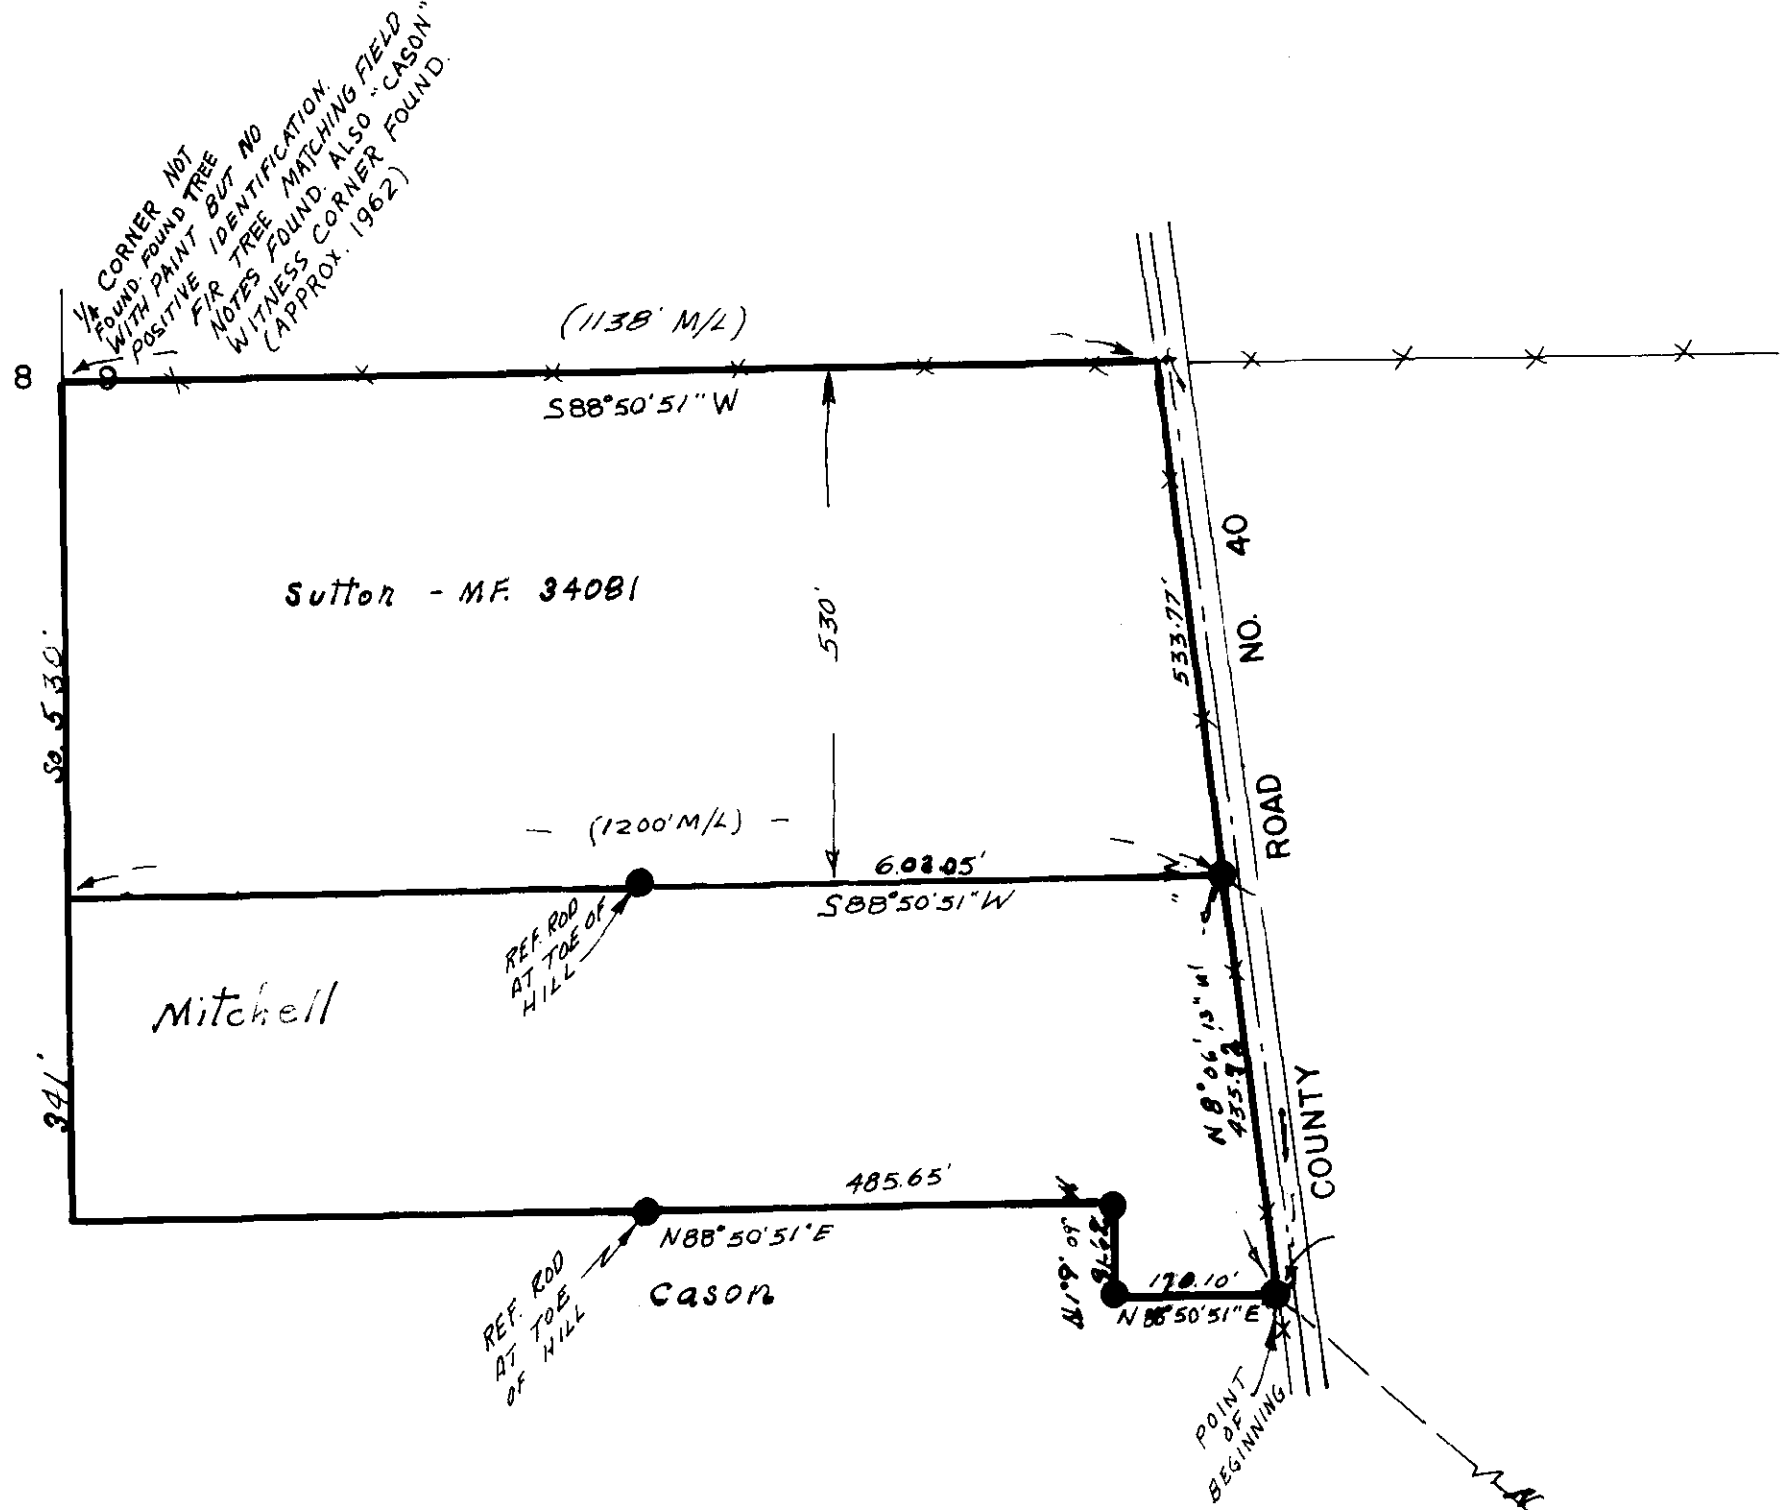 1/4 CORNER NOT
FOUND. FOUND TREE
WITH PAINT BUT NO
POSITIVE IDENTIFICATION.
FIR TREE MATCHING FIELD
NOTES FOUND. ALSO "CASON"
WITNESS CORNER FOUND.
(APPROX. 1962)
(1138' M/L)
8
S88°50'51"W
Sutton - MF. 34081
530'
So. 530'
533.77'
COUNTY ROAD NO. 40
(1200' M/L)
S88°50'51"W
REF. ROD
AT TOE OF
HILL
Mitchell
341'
N8°06'13"W
485.65'
N88°50'51"E
Cason
REF. ROD
AT TOE
OF HILL
N 88°50'51"E
POINT
OF
BEGINNING